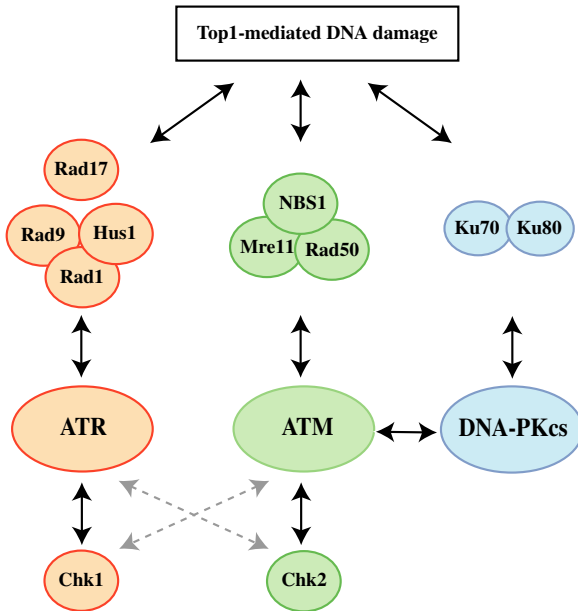 Top1-mediated DNA damage
Rad17
Rad9
Hus1
Rad1
NBS1
Mre11
Rad50
Ku70
Ku80
ATR
ATM
DNA-PKcs
Chk1
Chk2